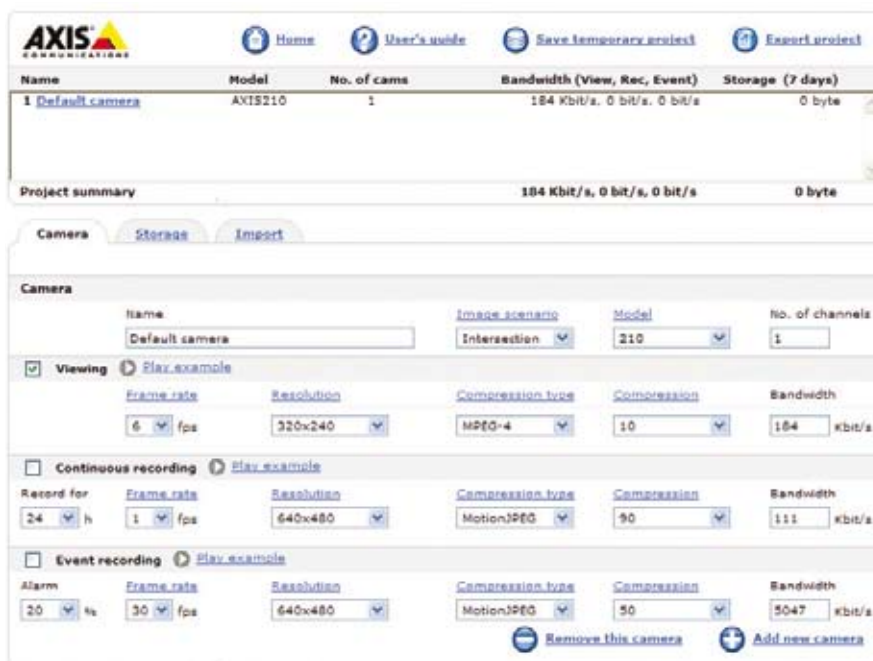 AXIS
COMMUNICATIONS
Home User's guide Save temporary project Export project
Name Model No. of cams Bandwidth (View, Rec, Event) Storage (7 days)
1 Default camera AXIS210 1 184 Kbit/s, 0 bit/s, 0 bit/s 0 byte
Project summary 184 Kbit/s, 0 bit/s, 0 bit/s 0 byte
Camera Storage Import
Camera
Name Image scenario Model No. of channels
Default camera Intersection 210 1
Viewing Play example
Frame rate Resolution Compression type Compression Bandwidth
6 fps 320x240 MPEG-4 10 184 Kbit/s
Continuous recording Play example
Record for Frame rate Resolution Compression type Compression Bandwidth
24 h 1 fps 640x480 MotionJPEG 90 111 Kbit/s
Event recording Play example
Alarm Frame rate Resolution Compression type Compression Bandwidth
20 % 30 fps 640x480 MotionJPEG 50 5047 Kbit/s
Remove this camera Add new camera